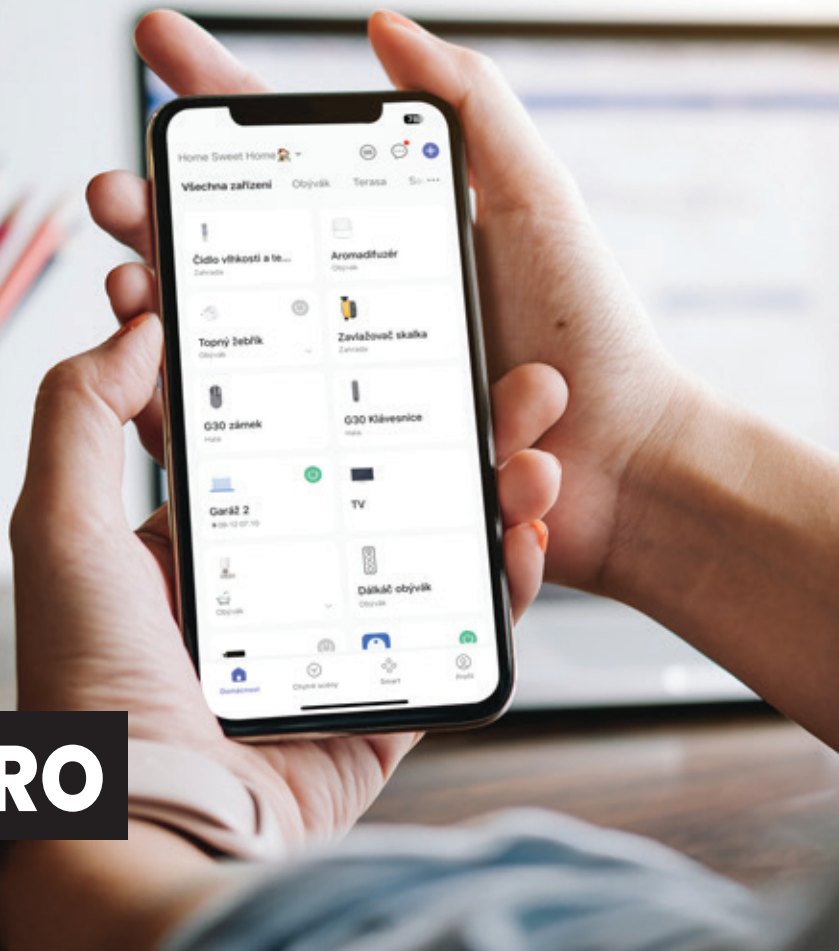 78
Home Sweet Home
Všechna zařízení Obývák Terasa
Čidlo vlhkosti a te...
Zahrada
Aromadifuzér
Obývák
Topný žebřík
Obývák
Zavlažovač skalka
Zahrada
G30 zámek
Hala
G30 Klávesnice
Hala
Garáž 2
TV
Obývák
Dálkáč obývák
Obývák
Domácnost Chytré scény Smart Profil
RO